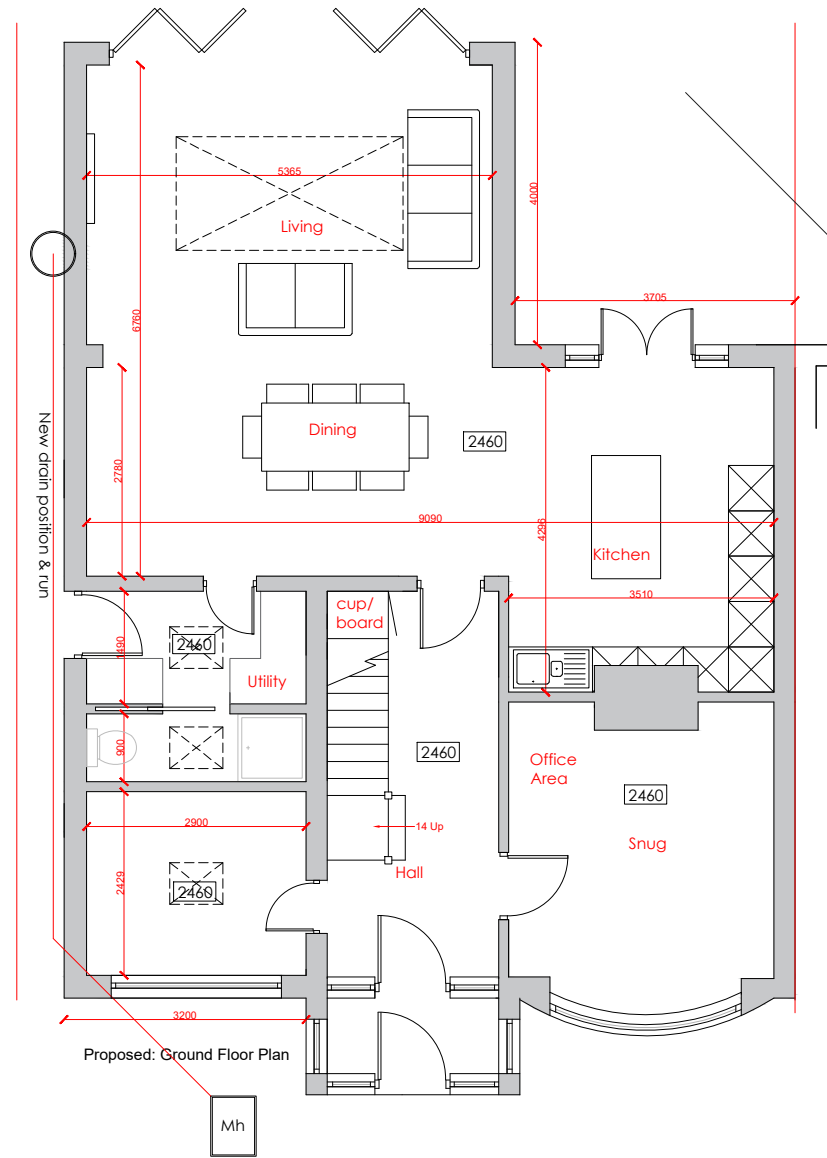 5365
Living
4000
3705
6760
New drain position & run
Dining
2460
2780
9090
4296
Kitchen
3510
cup/
board
2460
1490
Utility
900
2460
Office
Area
2460
Snug
2900
14 Up
Hall
2429
2460
3200
Proposed: Ground Floor Plan
Mh